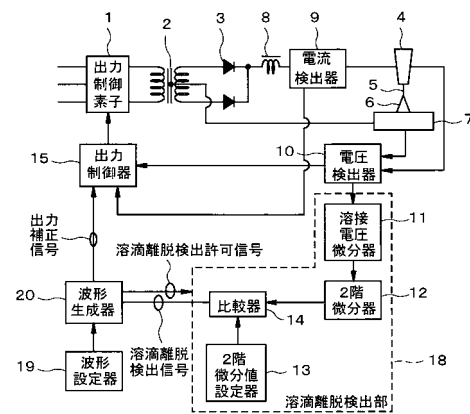 1
2
3
8
9
4
出力
制御
素子
電流
検出器
5
6
7
10
15
出力
制御器
電圧
検出器
11
出力
補正
信号
溶滴離脱検出許可信号
溶接
電圧
微分器
20
波形
生成器
比較器
14
2階
微分器
12
溶滴離脱
検出信号
18
19
波形
設定器
2階
微分値
設定器
13
溶滴離脱検出部